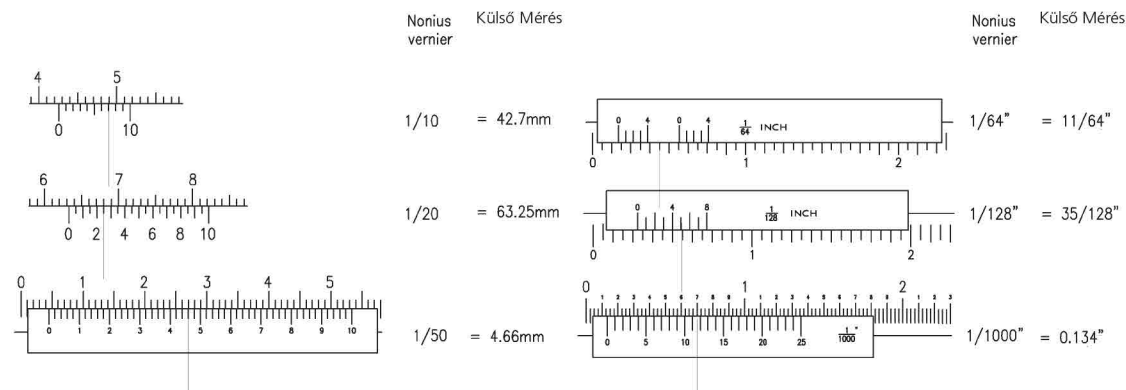 Nonius vernier Külső Mérés
4 5
0 10
1/10 = 42.7mm
6 7 8
0 2 4 6 8 10
1/20 = 63.25mm
0 1 2 3 4 5
0 1 2 3 4 5 6 7 8 9 10
1/50 = 4.66mm
Nonius vernier Külső Mérés
0 4 0 4 1/64 INCH
0 1 2
1/64” = 11/64”
0 4 8 1/128 INCH
0 1 2
1/128” = 35/128”
0 1 2
1 2 3 4 5 6 7 8 9 1 2 3 4 5 6 7 8 9 1 2 3
0 5 10 15 20 25 1/1000"
1/1000” = 0.134”